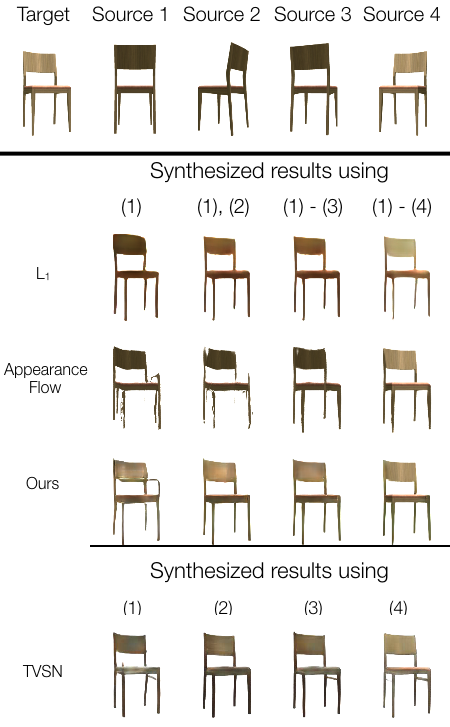 Target Source 1 Source 2 Source 3 Source 4
Synthesized results using
(1) (1), (2) (1) - (3) (1) - (4)
L₁
Appearance
Flow
Ours
Synthesized results using
(1) (2) (3) (4)
TVSN